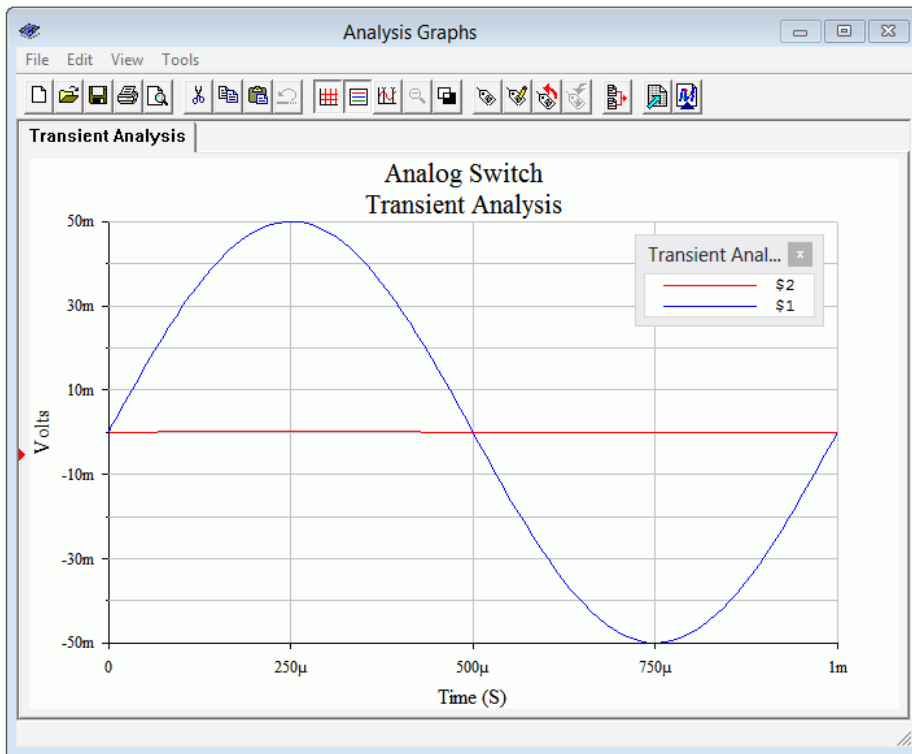 Analysis Graphs
File Edit View Tools
Transient Analysis
Analog Switch
Transient Analysis
Transient Anal...
$2
$1
50m
30m
10m
-10m
-30m
-50m
Volts
0 250μ 500μ 750μ 1m
Time (S)